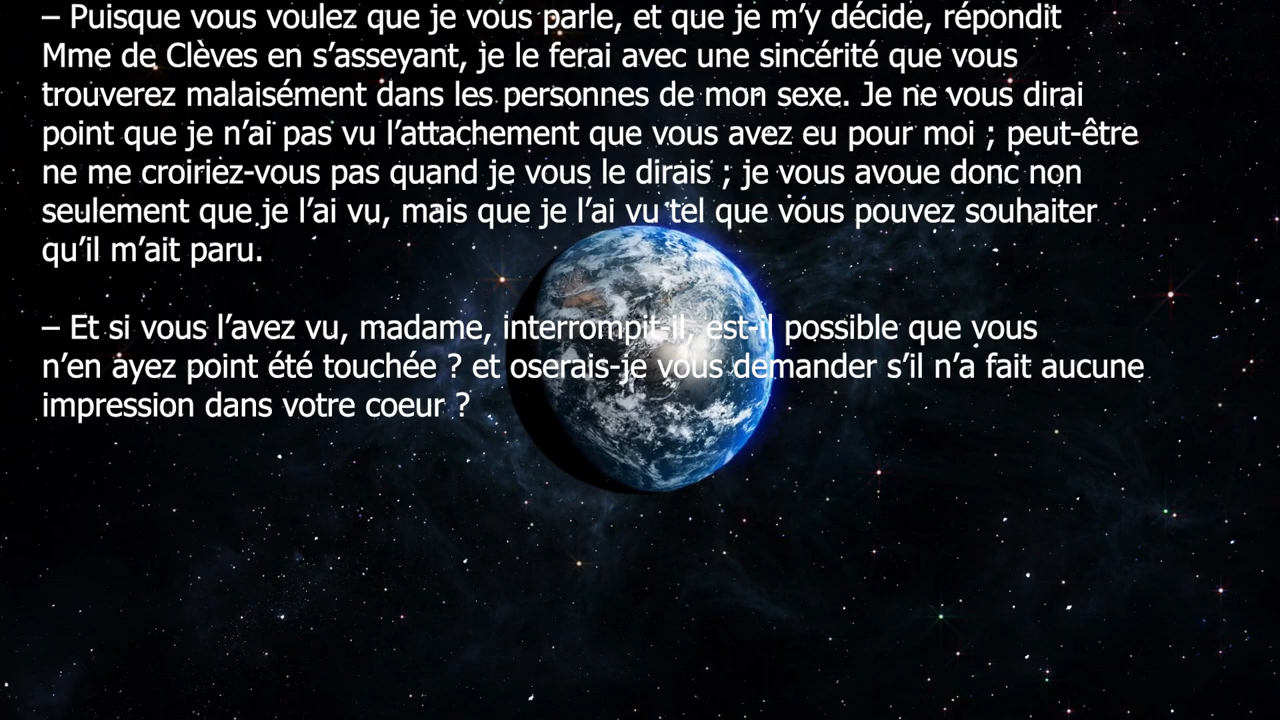 – Puisque vous voulez que je vous parle, et que je m’y décide, répondit
Mme de Clèves en s’asseyant, je le ferai avec une sincérité que vous
trouverez malaisément dans les personnes de mon sexe. Je ne vous dirai
point que je n’ai pas vu l’attachement que vous avez eu pour moi ; peut-être
ne me croiriez-vous pas quand je vous le dirais ; je vous avoue donc non
seulement que je l’ai vu, mais que je l’ai vu tel que vous pouvez souhaiter
qu’il m’ait paru.
– Et si vous l’avez vu, madame, interrompit-il, est-il possible que vous
n’en ayez point été touchée ? et oserais-je vous demander s’il n’a fait aucune
impression dans votre coeur ?